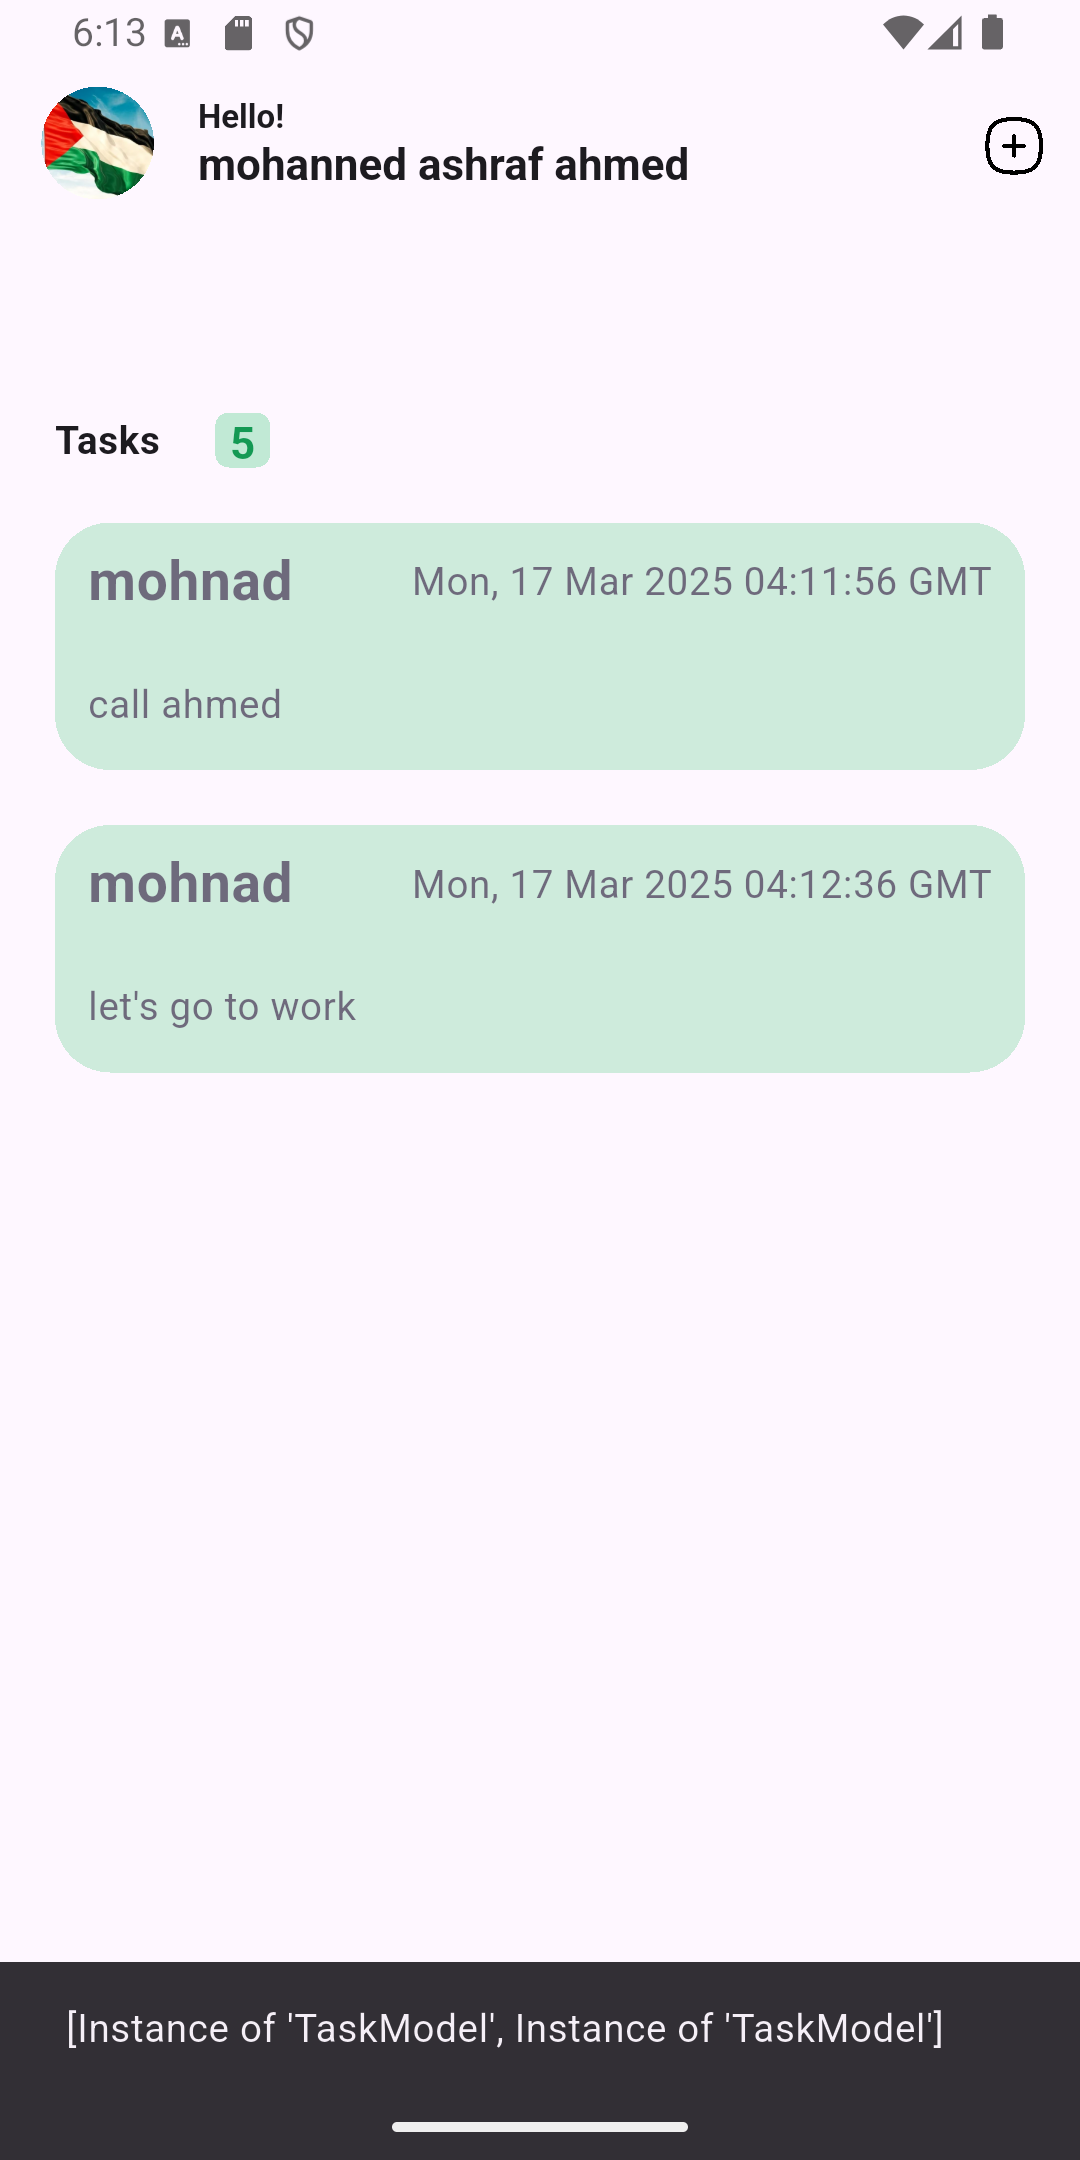 6:13
Hello!
mohanned ashraf ahmed
Tasks 5
mohnad Mon, 17 Mar 2025 04:11:56 GMT
call ahmed
mohnad Mon, 17 Mar 2025 04:12:36 GMT
let's go to work
[Instance of 'TaskModel', Instance of 'TaskModel']